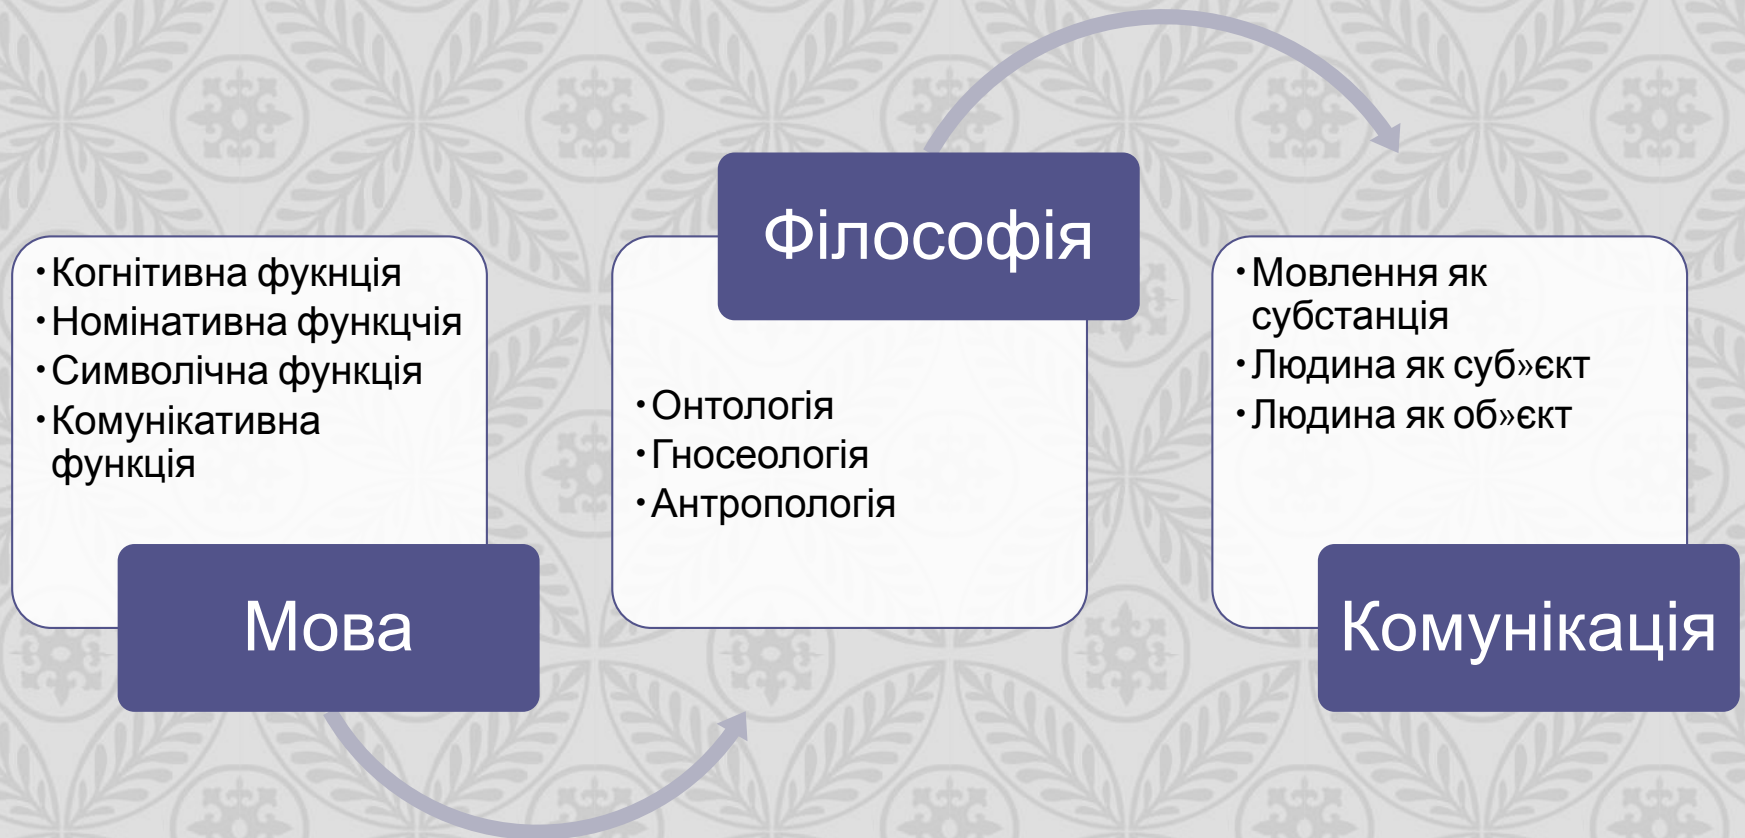 ·Когнітивна фукнція
·Номінативна функцчія
·Символічна функція
·Комунікативна
функція
Мова
Філософія
·Онтологія
·Гносеологія
·Антропологія
·Мовлення як
субстанція
·Людина як суб»єкт
·Людина як об»єкт
Комунікація